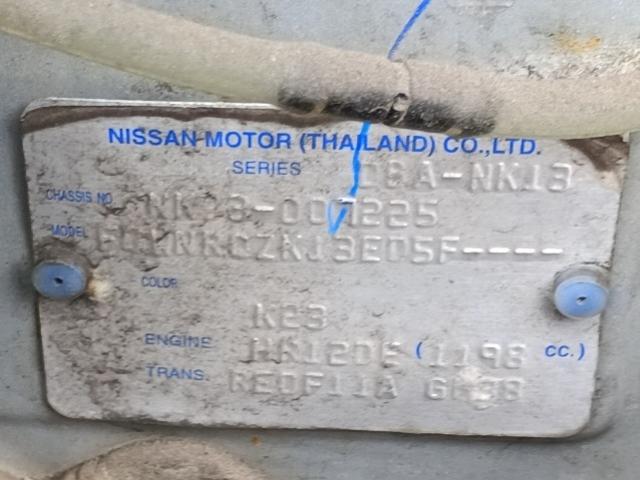 NISSAN MOTOR (THAILAND) CO.,LTD.
SERIES DBA-NK13
CHASSIS NO. NK13-007225
MODEL
COLOR
K23
ENGINE HR12DE (1198 CC.)
TRANS. RE0F11A GH38